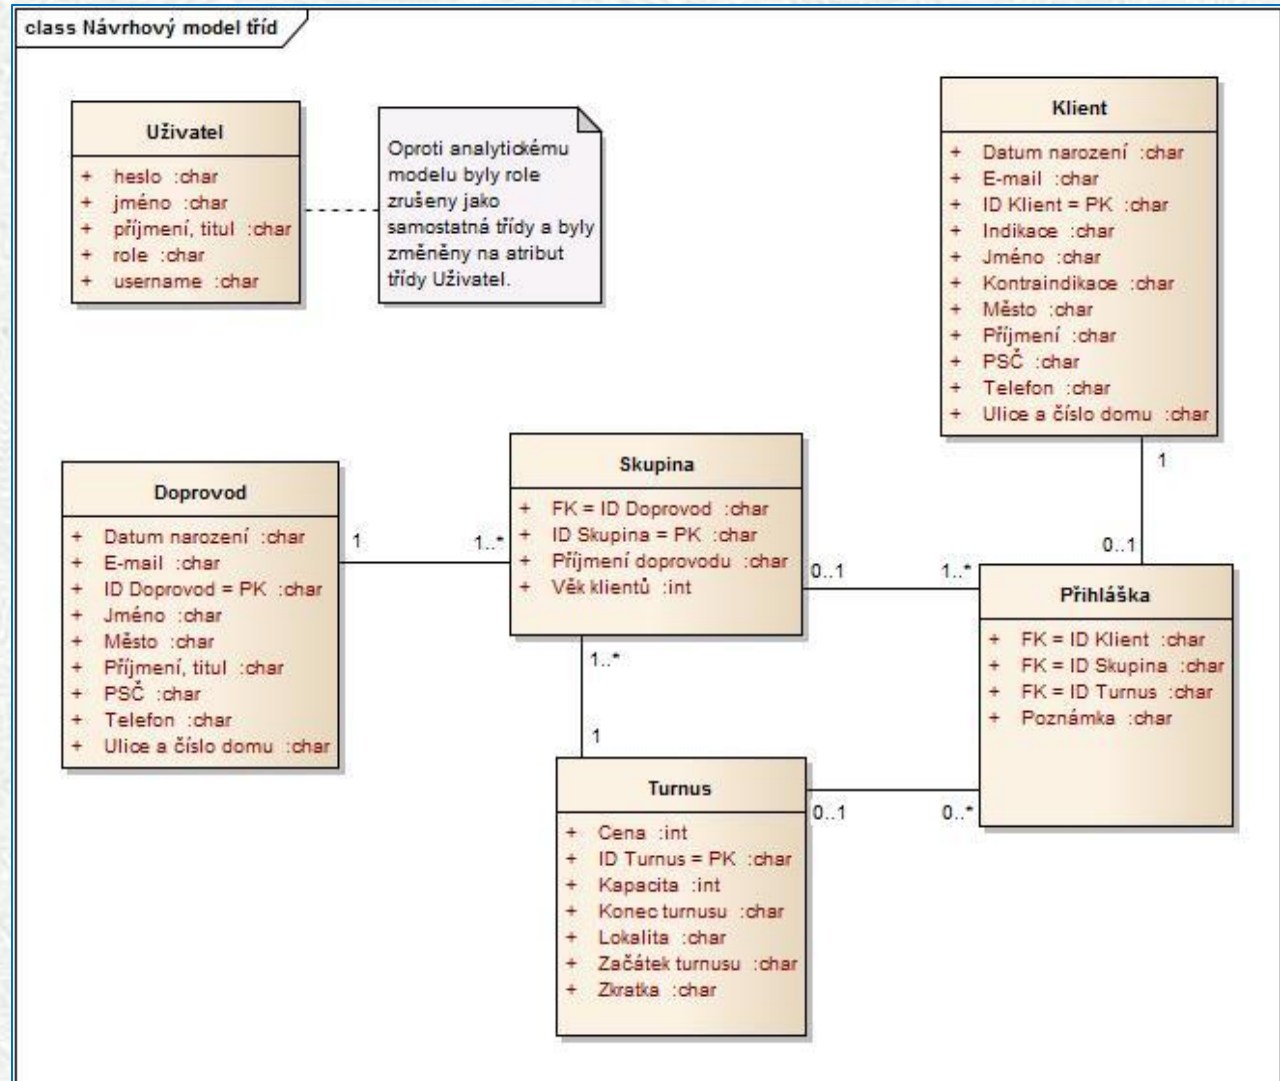 class Návrhový model tříd
Uživatel
+ heslo :char
+ jméno :char
+ příjmení, titul :char
+ role :char
+ username :char
Oproti analytickému
modelu byly role
zrušeny jako
samostatná třídy a byly
změněny na atribut
třídy Uživatel.
Klient
+ Datum narození :char
+ E-mail :char
+ ID Klient = PK :char
+ Indikace :char
+ Jméno :char
+ Kontraindikace :char
+ Město :char
+ Příjmení :char
+ PSČ :char
+ Telefon :char
+ Ulice a číslo domu :char
1
0..1
Doprovod
+ Datum narození :char
+ E-mail :char
+ ID Doprovod = PK :char
+ Jméno :char
+ Město :char
+ Příjmení, titul :char
+ PSČ :char
+ Telefon :char
+ Ulice a číslo domu :char
1
1..*
Skupina
+ FK = ID Doprovod :char
+ ID Skupina = PK :char
+ Příjmení doprovodu :char
+ Věk klientů :int
0..1
1..*
Přihláška
+ FK = ID Klient :char
+ FK = ID Skupina :char
+ FK = ID Turnus :char
+ Poznámka :char
1..*
1
Turnus
+ Cena :int
+ ID Turnus = PK :char
+ Kapacita :int
+ Konec turnusu :char
+ Lokalita :char
+ Začátek turnusu :char
+ Zkratka :char
0..1
0..*